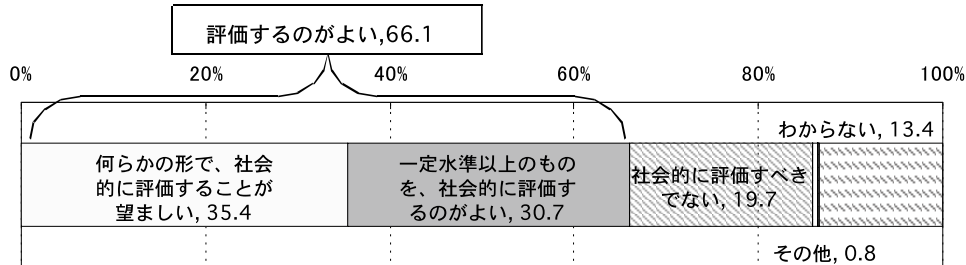 評価するのがよい,66.1
0%
20%
40%
60%
80%
100%
わからない, 13.4
何らかの形で、社会
的に評価することが
望ましい, 35.4
一定水準以上のもの
を、社会的に評価す
るのがよい, 30.7
社会的に評価すべき
でない, 19.7
その他, 0.8